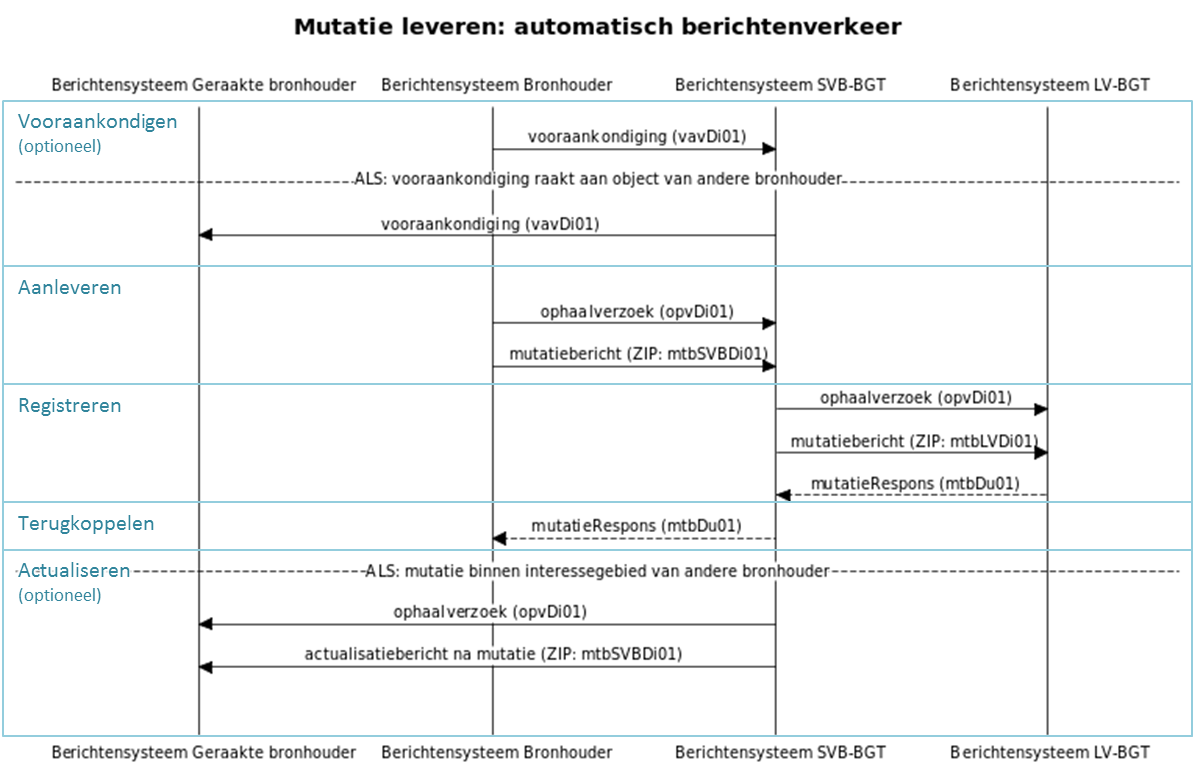 Mutatie leveren: automatisch berichtenverkeer
Berichtensysteem Geraakte bronhouder Berichtensysteem Bronhouder Berichtensysteem SVB-BGT Berichtensysteem LV-BGT
Vooraankondigen
(optioneel)
vooraankondiging (vavDi01)
ALS: vooraankondiging raakt aan object van andere bronhouder
vooraankondiging (vavDi01)
Aanleveren
ophaalverzoek (opvDi01)
mutatiebericht (ZIP: mtbSVBDi01)
Registreren
ophaalverzoek (opvDi01)
mutatiebericht (ZIP: mtbLVDi01)
mutatieRespons (mtbDu01)
Terugkoppelen
mutatieRespons (mtbDu01)
Actualiseren
(optioneel)
ALS: mutatie binnen interessegebied van andere bronhouder
ophaalverzoek (opvDi01)
actualisatiebericht na mutatie (ZIP: mtbSVBDi01)
Berichtensysteem Geraakte bronhouder Berichtensysteem Bronhouder Berichtensysteem SVB-BGT Berichtensysteem LV-BGT